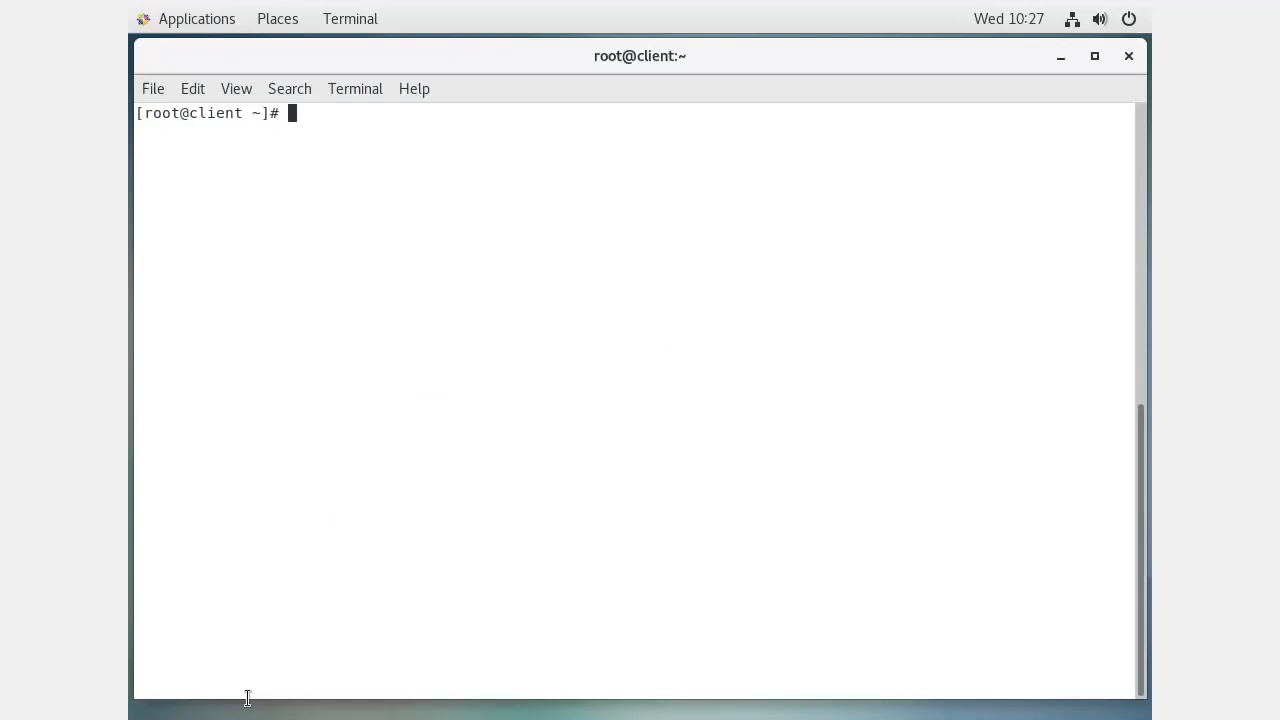 Applications Places Terminal Wed 10:27
root@client:~
File Edit View Search Terminal Help
[root@client ~]#